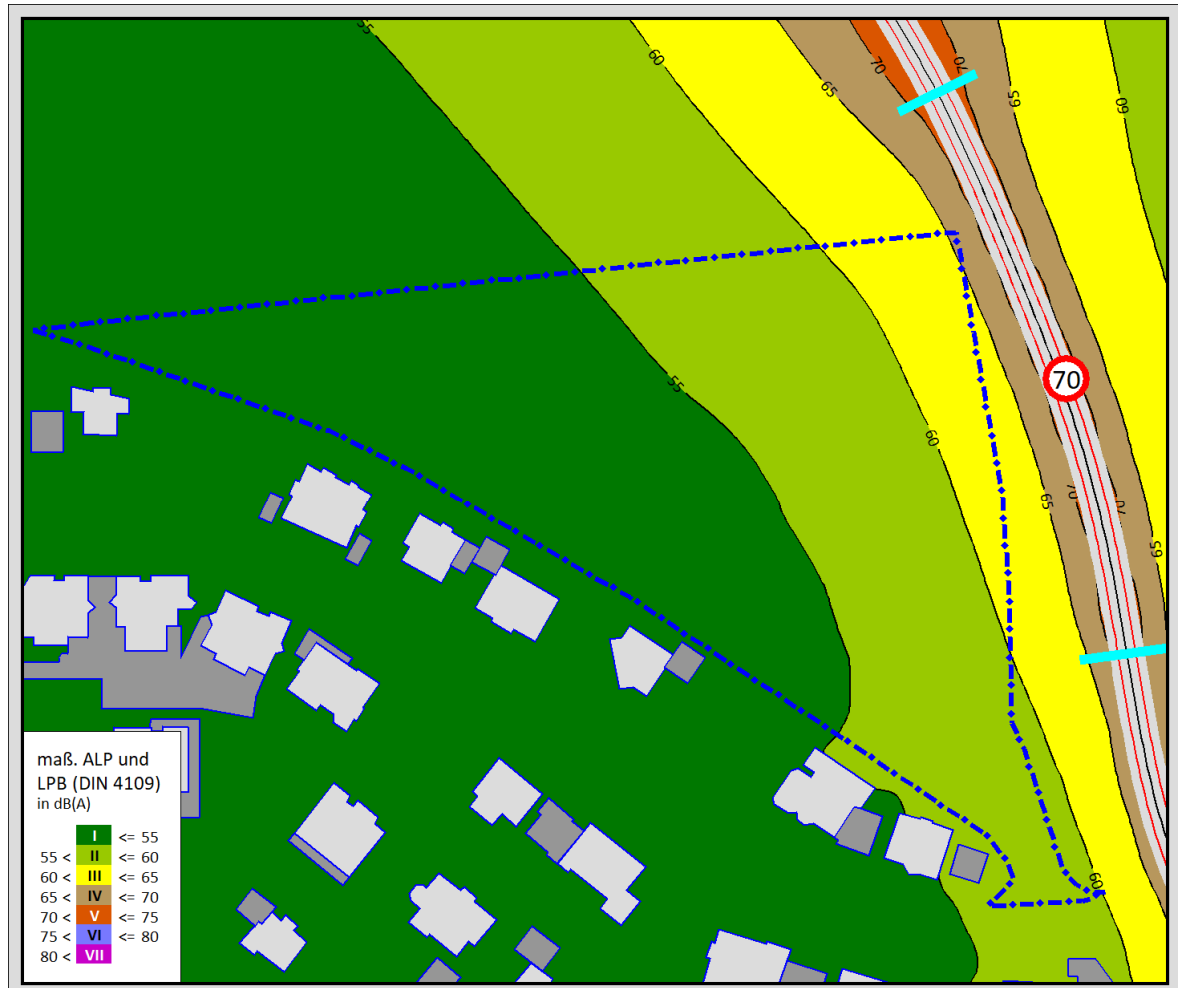 55
60
65
70
70
65
60
70
55
60
65
70
70
65
60
maß. ALP und
LPB (DIN 4109)
in dB(A)
I <= 55
55 < II <= 60
60 < III <= 65
65 < IV <= 70
70 < V <= 75
75 < VI <= 80
80 < VII